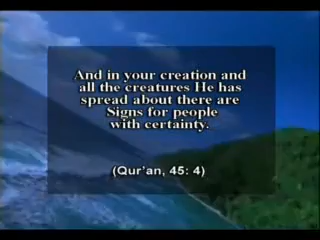 And in your creation and
all the creatures He has
spread about there are
Signs for people
with certainty.
(Qur'an, 45: 4)